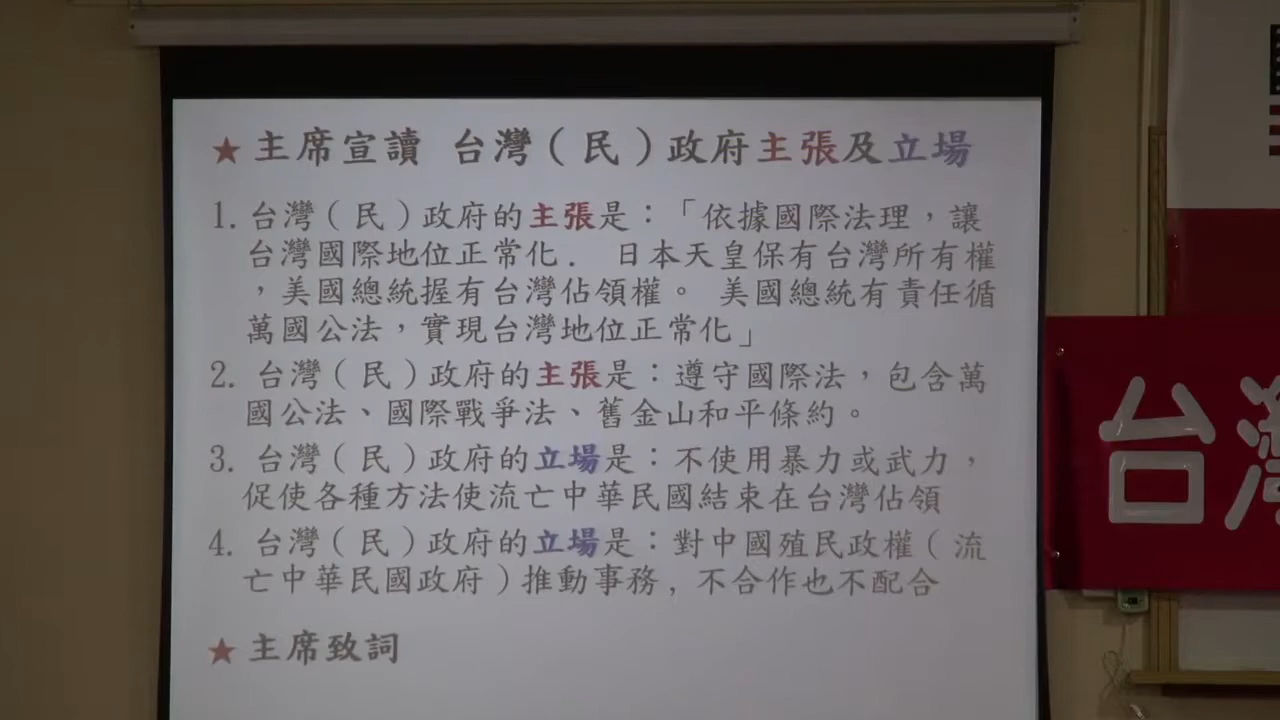 ★主席宣讀 台灣（民）政府主張及立場
1. 台灣（民）政府的主張是：「依據國際法理，讓
台灣國際地位正常化． 日本天皇保有台灣所有權
，美國總統握有台灣佔領權。 美國總統有責任循
萬國公法，實現台灣地位正常化」
2. 台灣（民）政府的主張是：遵守國際法，包含萬
國公法、國際戰爭法、舊金山和平條約。
3. 台灣（民）政府的立場是：不使用暴力或武力，
促使各種方法使流亡中華民國結束在台灣佔領
4. 台灣（民）政府的立場是：對中國殖民政權（流
亡中華民國政府）推動事務，不合作也不配合
★主席致詞
台